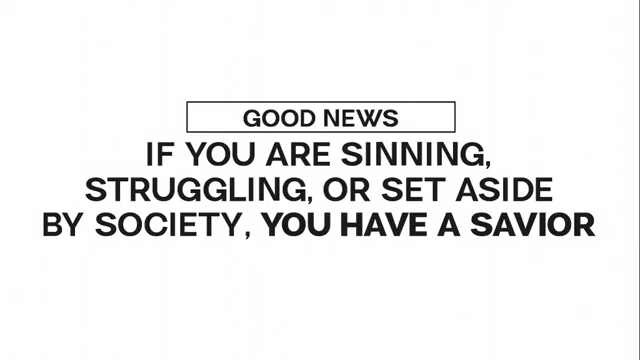 GOOD NEWS
IF YOU ARE SINNING,
STRUGGLING, OR SET ASIDE
BY SOCIETY, YOU HAVE A SAVIOR